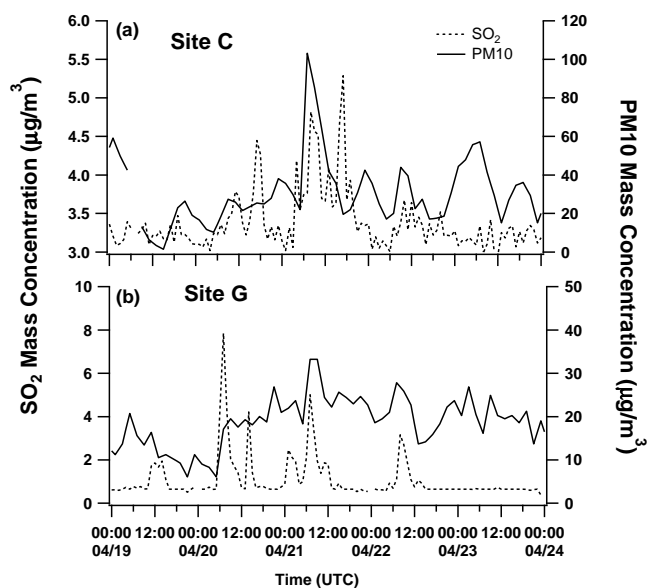 (a)
Site C
SO2
PM10
6.0
5.5
5.0
4.5
4.0
3.5
3.0
120
100
80
60
40
20
0
SO2 Mass Concentration (µg/m3)
PM10 Mass Concentration (µg/m3)
(b)
Site G
10
8
6
4
2
0
50
40
30
20
10
0
00:00 12:00 00:00 12:00 00:00 12:00 00:00 12:00 00:00 12:00 00:00
04/19 04/20 04/21 04/22 04/23 04/24
Time (UTC)